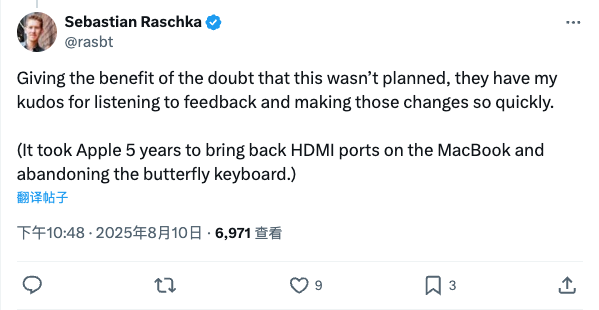 Sebastian Raschka
@rasbt
Giving the benefit of the doubt that this wasn’t planned, they have my
kudos for listening to feedback and making those changes so quickly.
(It took Apple 5 years to bring back HDMI ports on the MacBook and
abandoning the butterfly keyboard.)
翻译帖子
下午10:48 · 2025年8月10日 · 6,971 查看
9 3